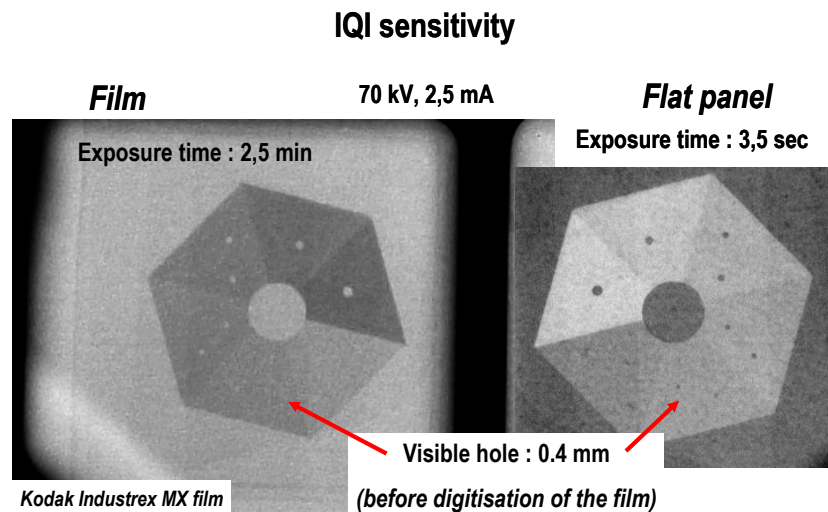 IQI sensitivity
Film
70 kV, 2,5 mA
Flat panel
Exposure time : 2,5 min
Exposure time : 3,5 sec
Visible hole : 0.4 mm
Kodak Industrex MX film
(before digitisation of the film)